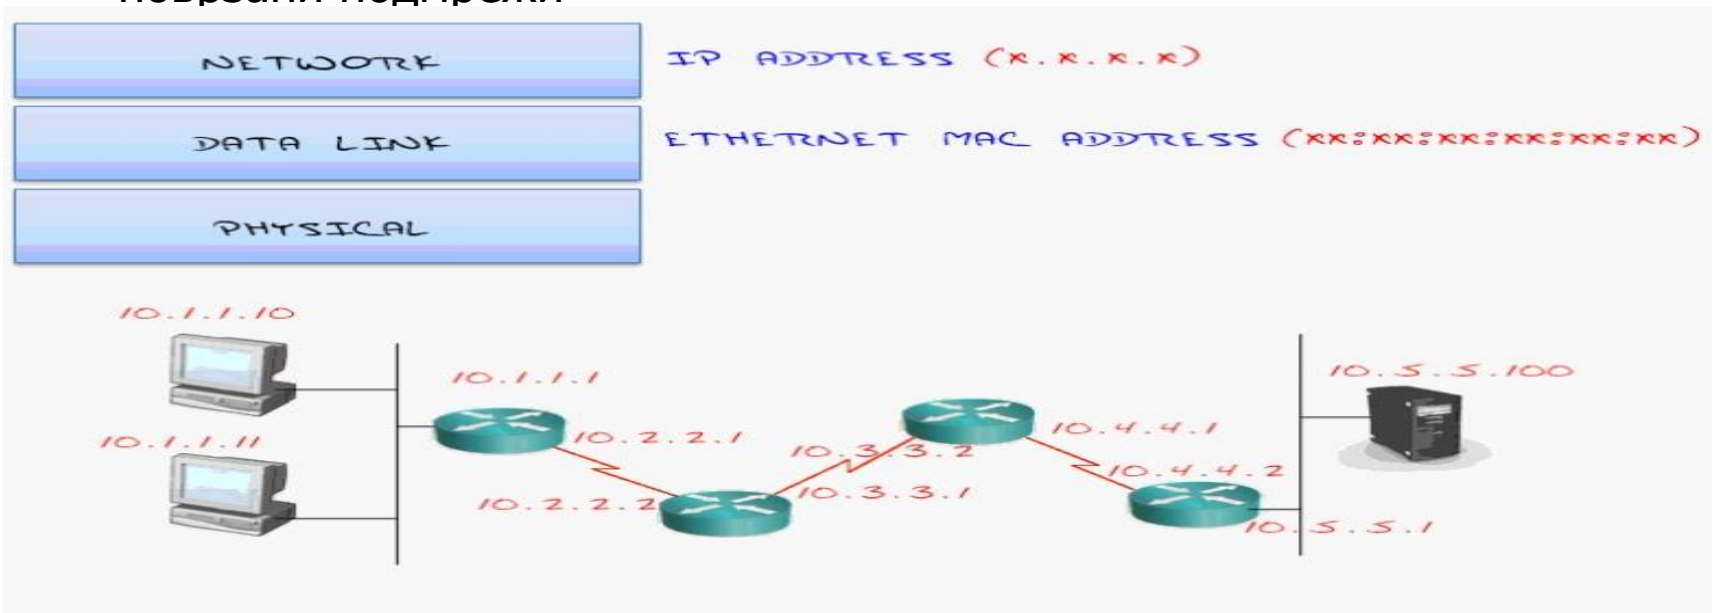 поврзани подмрежи
NETWORK IP ADDRESS (x.x.x.x)
DATA LINK ETHERNET MAC ADDRESS (xx:xx:xx:xx:xx:xx)
PHYSICAL
10.1.1.10
10.1.1.1
10.5.5.100
10.1.1.11
10.2.2.1
10.3.3.2
10.4.4.1
10.4.4.2
10.2.2.2
10.3.3.1
10.5.5.1